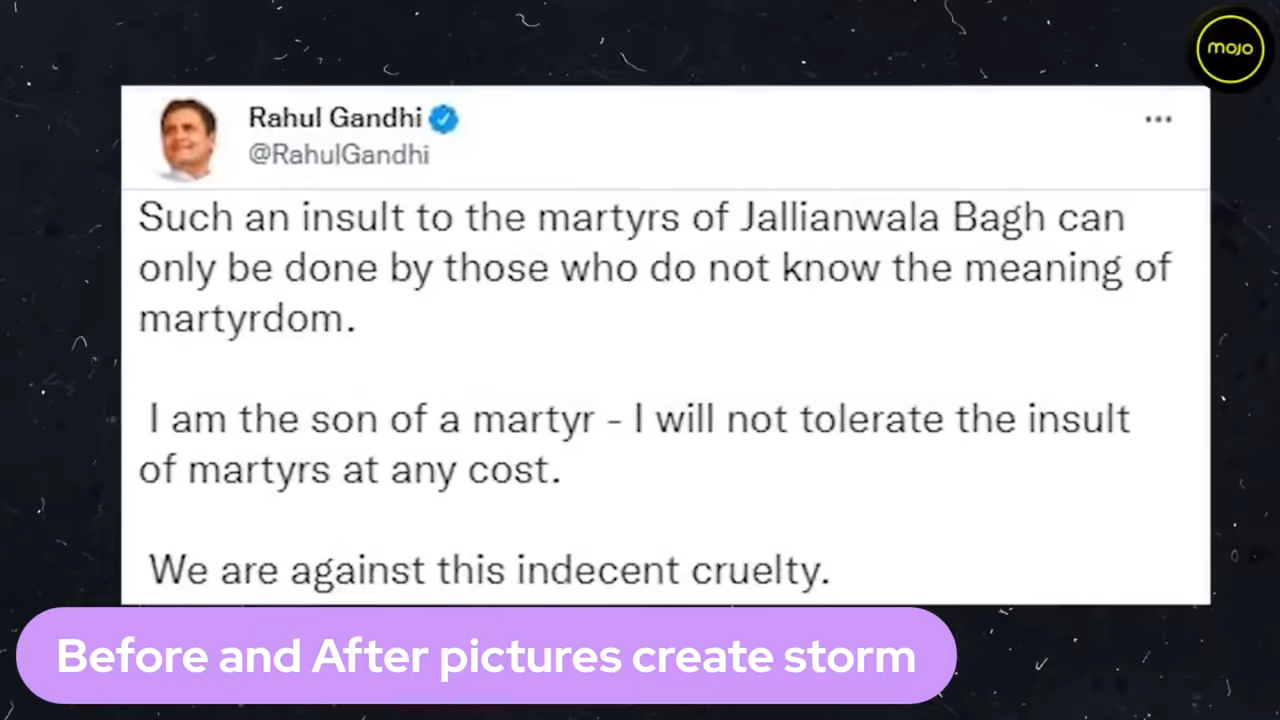 mojo
Rahul Gandhi
@RahulGandhi
Such an insult to the martyrs of Jallianwala Bagh can
only be done by those who do not know the meaning of
martyrdom.
I am the son of a martyr - I will not tolerate the insult
of martyrs at any cost.
We are against this indecent cruelty.
Before and After pictures create storm